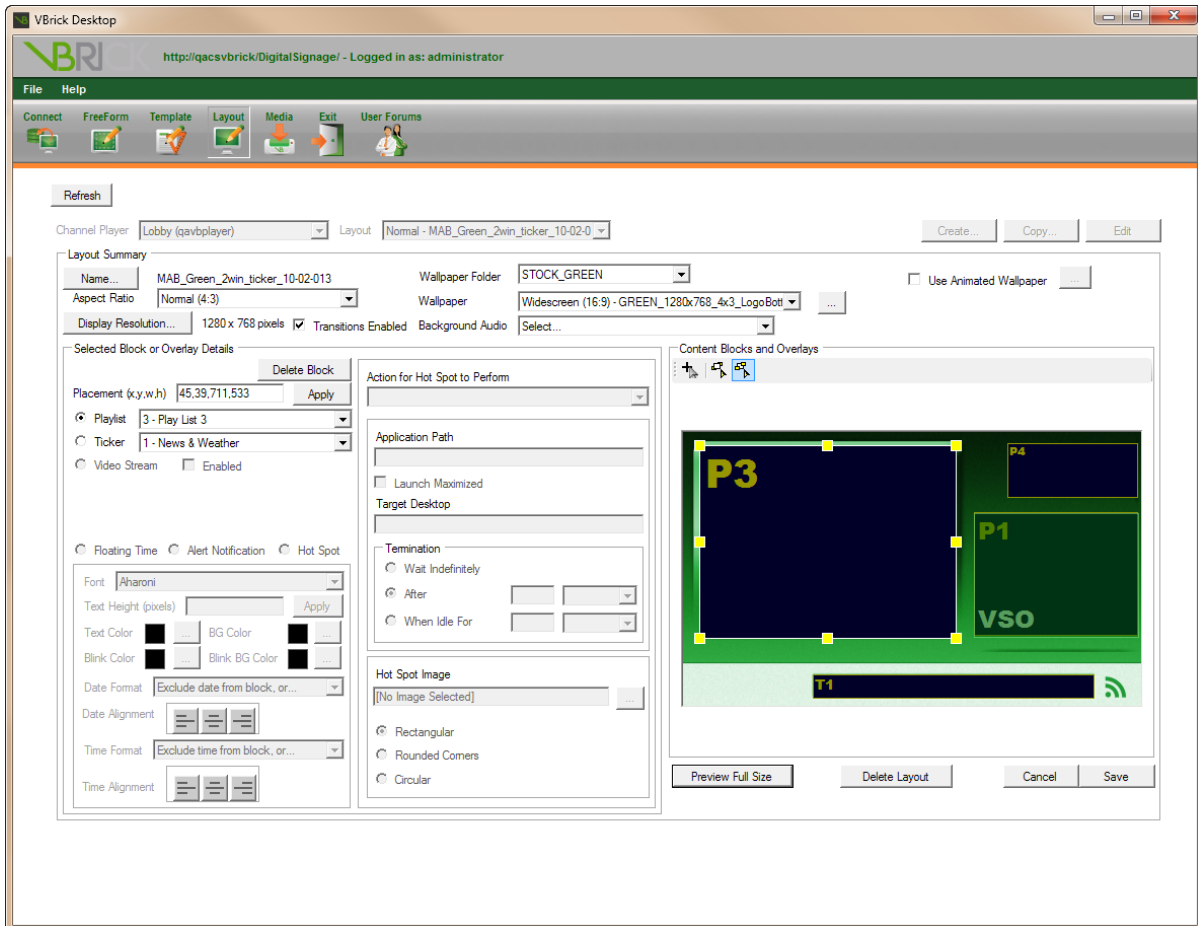 VBrick Desktop
VBRICK
http://qacsvbrick/DigitalSignage/ - Logged in as: administrator
File Help
Connect FreeForm Template Layout Media Exit User Forums
Refresh
Channel Player Lobby (qavbplayer) Layout Normal - MAB_Green_2win_ticker_10-02-0 Create... Copy... Edit
Layout Summary
Name... MAB_Green_2win_ticker_10-02-013 Wallpaper Folder STOCK_GREEN Use Animated Wallpaper ...
Aspect Ratio Normal (4:3) Wallpaper Widescreen (16:9) - GREEN_1280x768_4x3_LogoBott ...
Display Resolution... 1280 x 768 pixels Transitions Enabled Background Audio Select...
Selected Block or Overlay Details
Delete Block
Placement (x,y,w,h) 45,39,711,533 Apply
Playlist 3 - Play List 3
Ticker 1 - News & Weather
Video Stream Enabled
Floating Time Alert Notification Hot Spot
Font Aharoni
Text Height (pixels) Apply
Text Color ... BG Color ...
Blink Color ... Blink BG Color ...
Date Format Exclude date from block, or...
Date Alignment
Time Format Exclude time from block, or...
Time Alignment
Action for Hot Spot to Perform
Application Path
Launch Maximized
Target Desktop
Termination
Wait Indefinitely
After
When Idle For
Hot Spot Image
[No Image Selected] ...
Rectangular
Rounded Corners
Circular
Content Blocks and Overlays
P3
P4
P1
VSO
T1
Preview Full Size Delete Layout Cancel Save